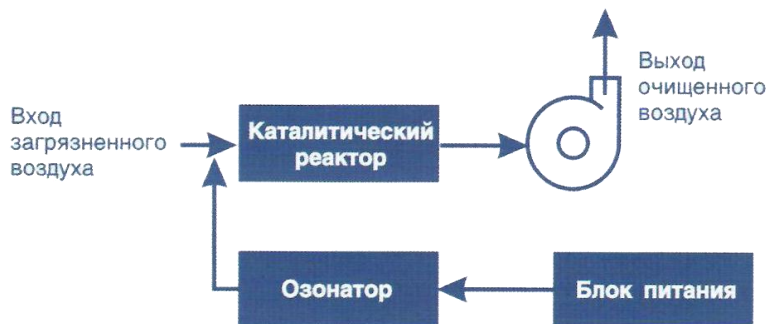 Вход
загрязненного
воздуха
Каталитический
реактор
Выход
очищенного
воздуха
Озонатор
Блок питания